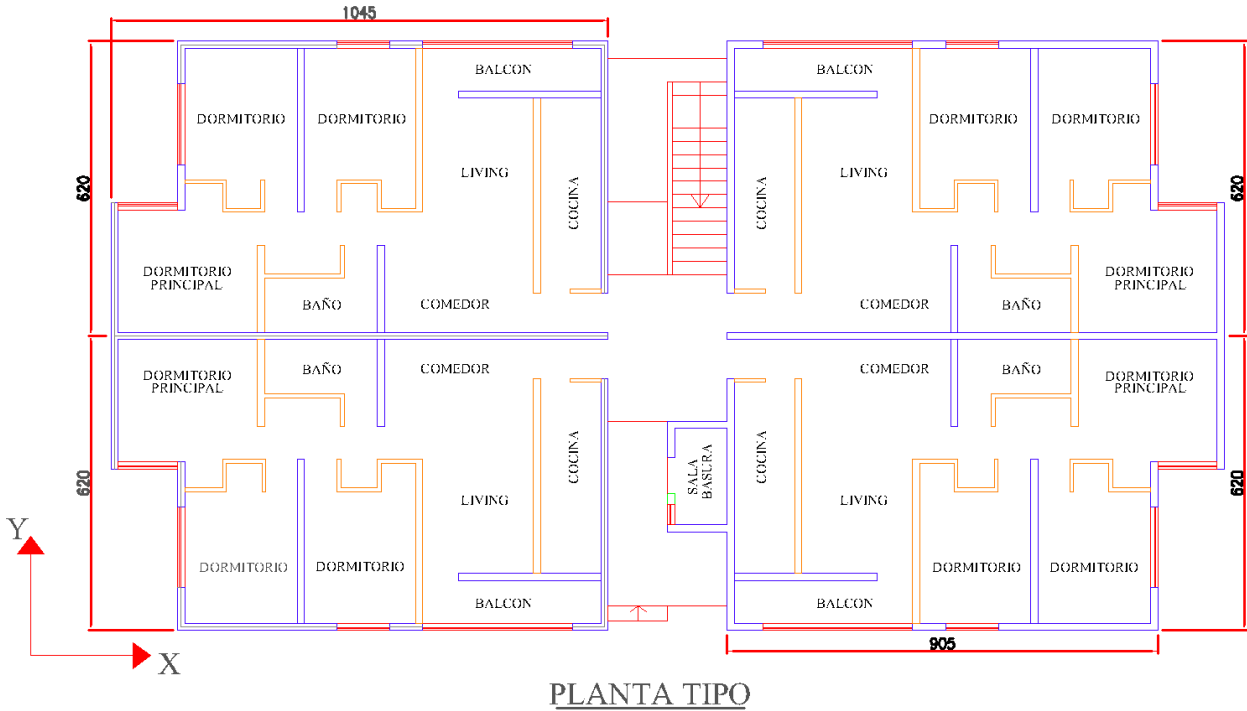 1045
BALCON
BALCON
DORMITORIO
DORMITORIO
DORMITORIO
DORMITORIO
LIVING
LIVING
620
620
COCINA
COCINA
DORMITORIO
PRINCIPAL
BAÑO
COMEDOR
COMEDOR
BAÑO
DORMITORIO
PRINCIPAL
DORMITORIO
PRINCIPAL
BAÑO
COMEDOR
COMEDOR
BAÑO
DORMITORIO
PRINCIPAL
620
620
COCINA
SALA
BASURA
COCINA
LIVING
LIVING
Y
DORMITORIO
DORMITORIO
DORMITORIO
DORMITORIO
BALCON
BALCON
905
X
PLANTA TIPO